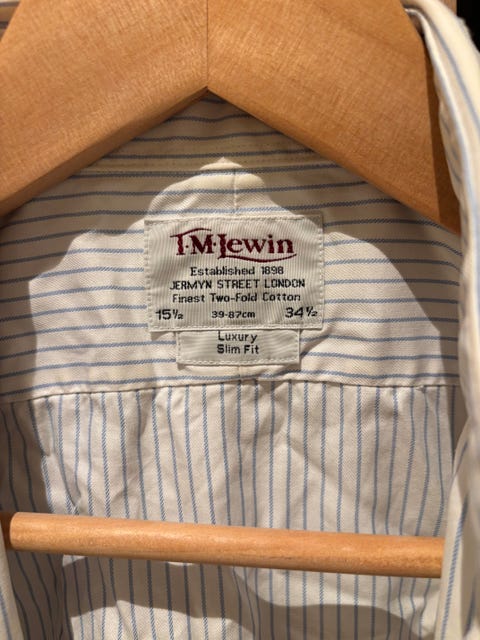 T·M·Lewin
Established 1898
JERMYN STREET LONDON
Finest Two-Fold Cotton
15½ 39-87cm 34½
Luxury
Slim Fit